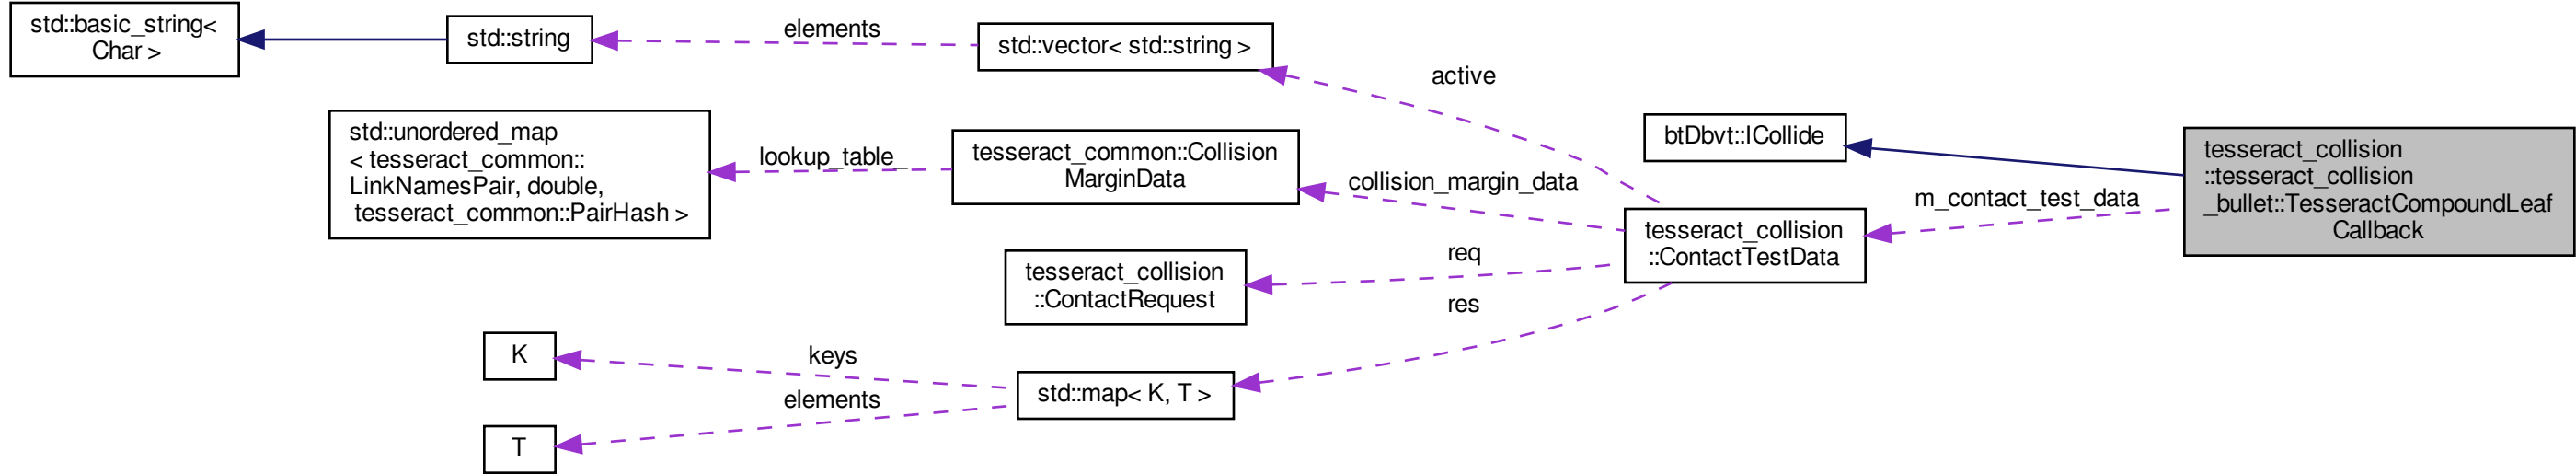 std::basic_string<
Char >
std::string
elements
std::vector< std::string >
active
std::unordered_map
< tesseract_common::
LinkNamesPair, double,
tesseract_common::PairHash >
lookup_table_
tesseract_common::Collision
MarginData
collision_margin_data
btDbvt::ICollide
tesseract_collision
::tesseract_collision
_bullet::TesseractCompoundLeaf
Callback
m_contact_test_data
tesseract_collision
::ContactTestData
tesseract_collision
::ContactRequest
req
res
K
keys
std::map< K, T >
elements
T